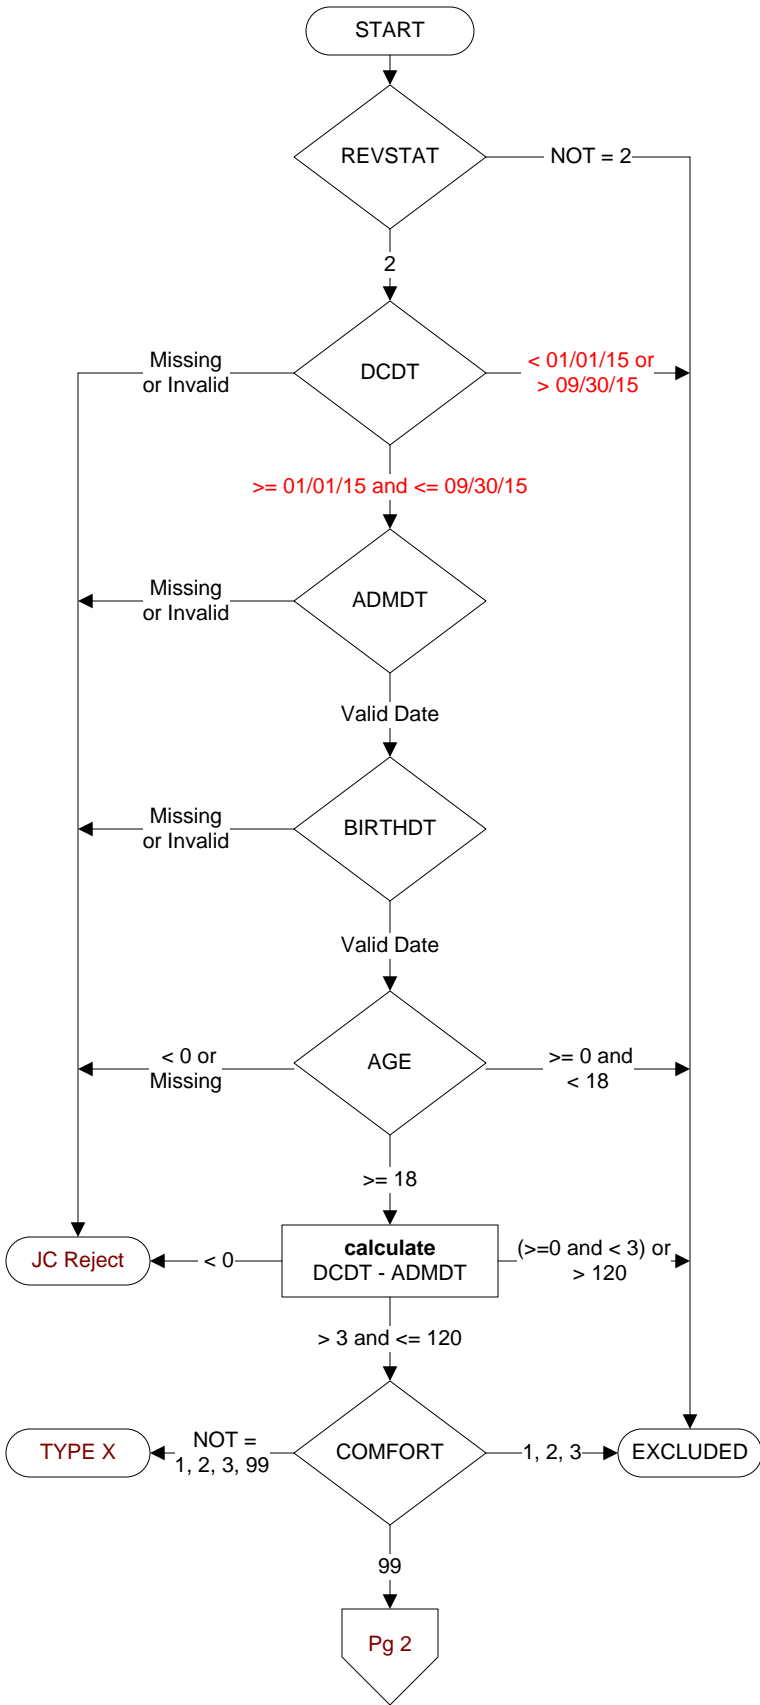 START
REVSTAT
NOT = 2
2
Missing
or Invalid
DCDT
< 01/01/15 or
> 09/30/15
>= 01/01/15 and <= 09/30/15
Missing
or Invalid
ADMDT
Valid Date
Missing
or Invalid
BIRTHDT
Valid Date
< 0 or
Missing
AGE
>= 0 and
< 18
>= 18
JC Reject
< 0
calculate
DCDT - ADMDT
(>=0 and < 3) or
> 120
> 3 and <= 120
TYPE X
NOT =
1, 2, 3, 99
COMFORT
1, 2, 3
EXCLUDED
99
Pg 2